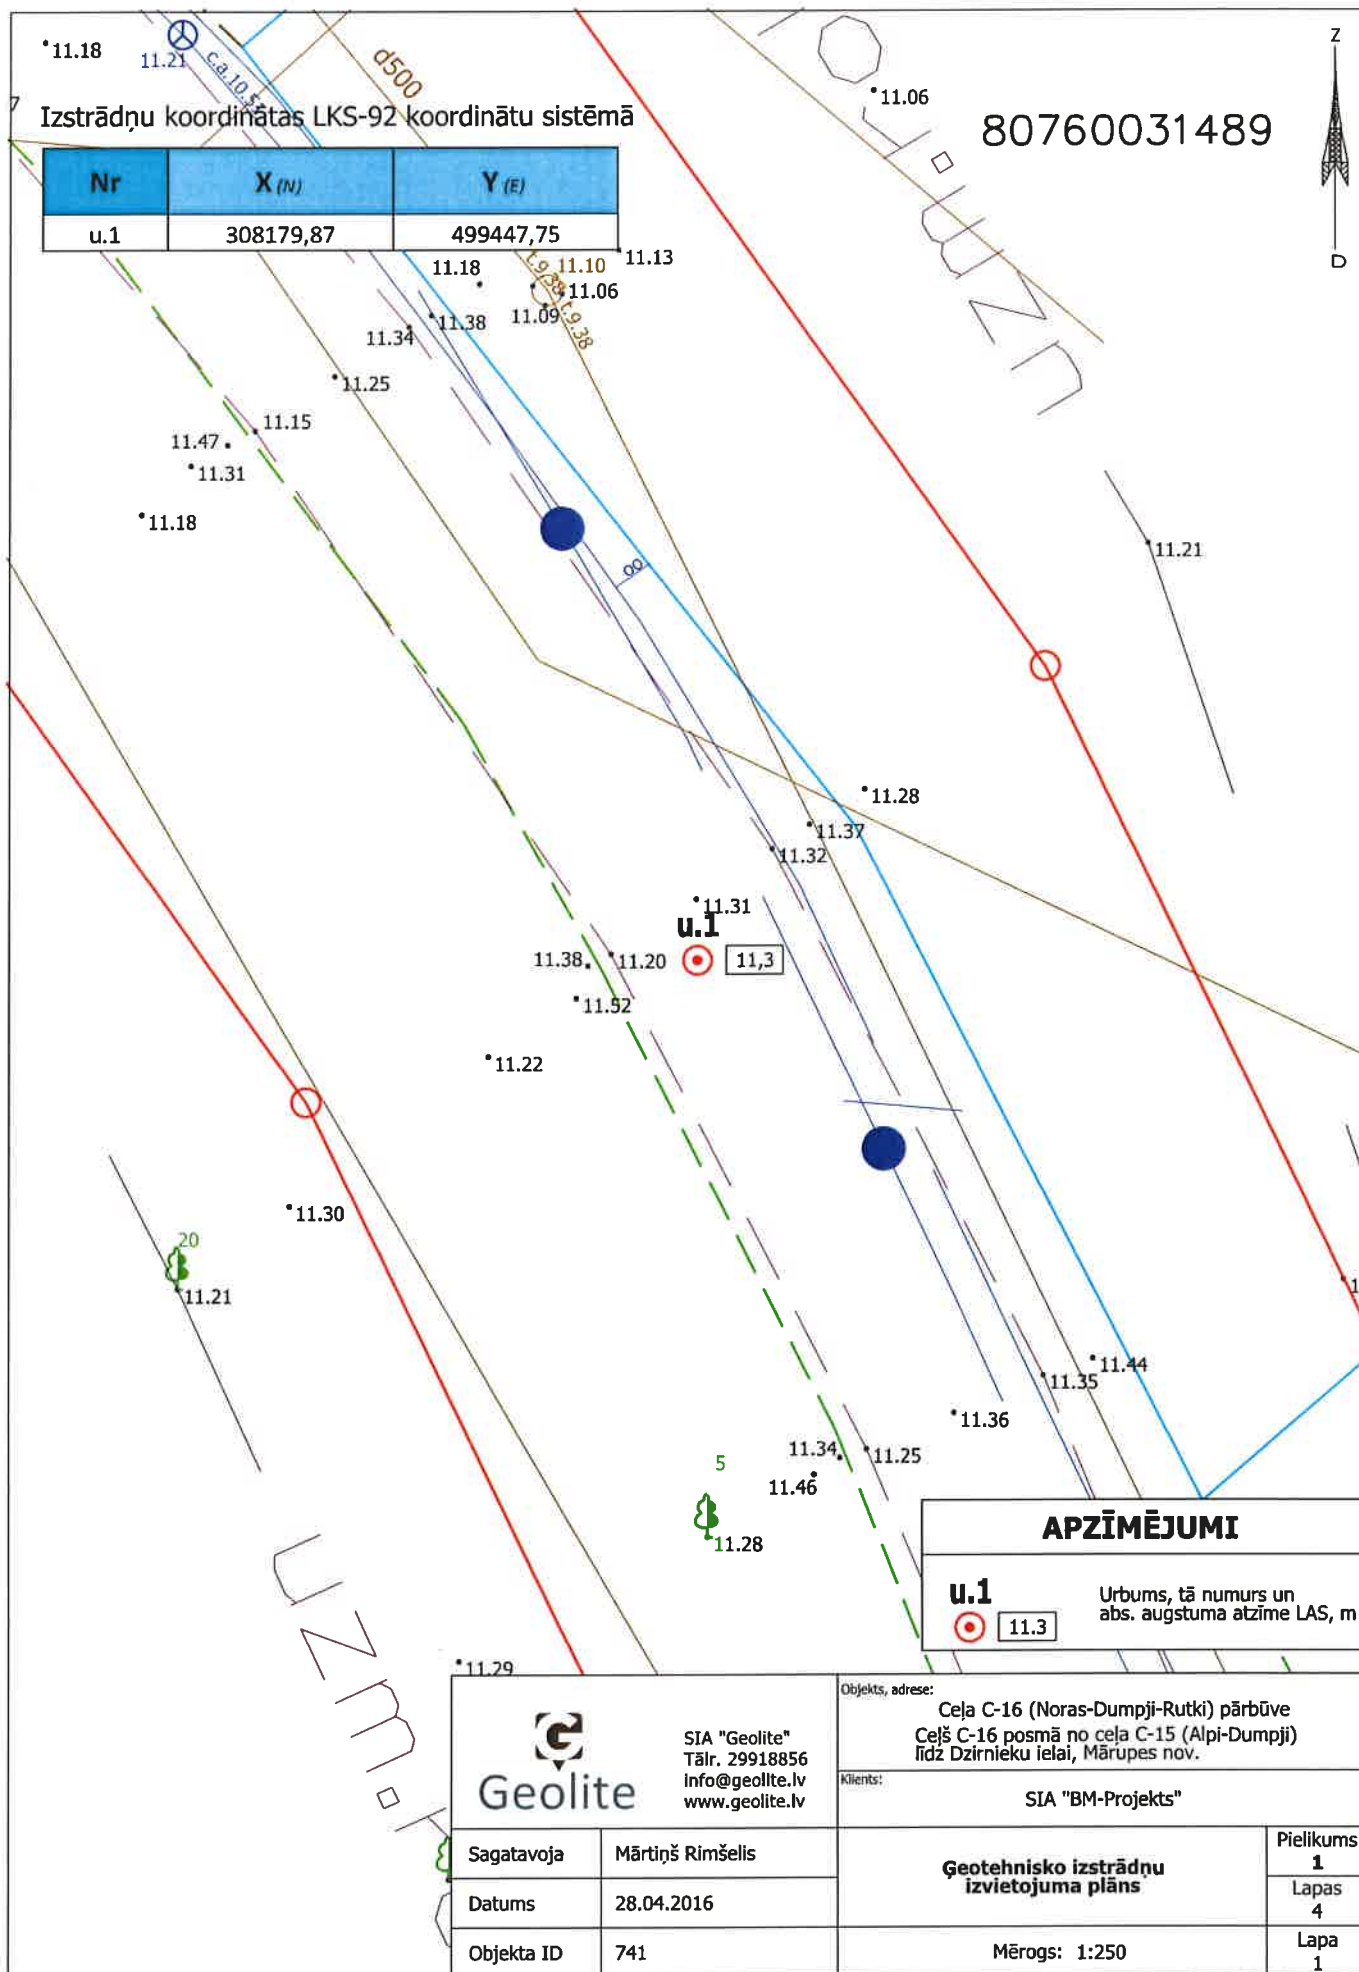 11.18
11.21
c.a.10.5
d500
7
Izstrādņu koordinātas LKS-92 koordinātu sistēmā
11.06
80760031489
Z
D
Nr X (N) Y (E)
u.1 308179,87 499447,75
t.9.38
11.10
11.13
11.18
11.06
11.09
t.9.38
11.38
11.34
11.25
11.15
11.47
11.31
11.18
11.21
11.28
11.37
11.32
11.31
u.1
11,3
11.38
11.20
11.52
11.22
11.30
20
11.21
11.44
11.35
11.36
11.34
11.25
11.46
5
11.28
uzm.
11.29
APZĪMĒJUMI
u.1
11.3
Urbums, tā numurs un
abs. augstuma atzīme LAS, m
Geolite
SIA "Geolite"
Tālr. 29918856
info@geolite.lv
www.geolite.lv
Objekts, adrese:
Ceļa C-16 (Noras-Dumpji-Rutki) pārbūve
Ceļš C-16 posmā no ceļa C-15 (Alpi-Dumpji)
līdz Dzirnieku ielai, Mārupes nov.
Klients:
SIA "BM-Projekts"
Sagatavoja Mārtiņš Rimšelis
Datums 28.04.2016
Objekta ID 741
Ģeotehnisko izstrādņu
izvietojuma plāns
Mērogs: 1:250
Pielikums
1
Lapas
4
Lapa
1